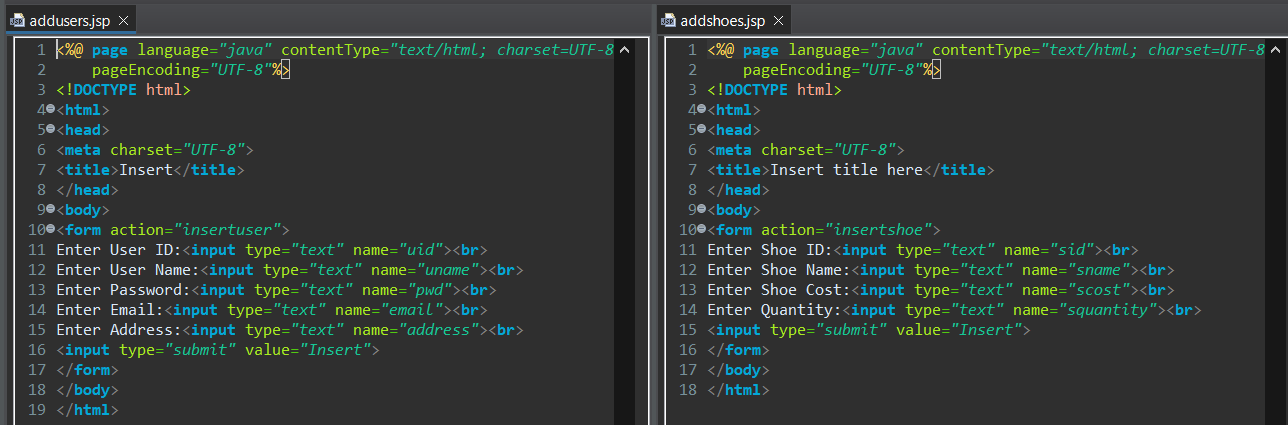 addusers.jsp
1 <%@ page language="java" contentType="text/html; charset=UTF-8
2 pageEncoding="UTF-8"%>
3 <!DOCTYPE html>
4 <html>
5 <head>
6 <meta charset="UTF-8">
7 <title>Insert</title>
8 </head>
9 <body>
10 <form action="insertuser">
11 Enter User ID:<input type="text" name="uid"><br>
12 Enter User Name:<input type="text" name="uname"><br>
13 Enter Password:<input type="text" name="pwd"><br>
14 Enter Email:<input type="text" name="email"><br>
15 Enter Address:<input type="text" name="address"><br>
16 <input type="submit" value="Insert">
17 </form>
18 </body>
19 </html>
addshoes.jsp
1 <%@ page language="java" contentType="text/html; charset=UTF-8
2 pageEncoding="UTF-8"%>
3 <!DOCTYPE html>
4 <html>
5 <head>
6 <meta charset="UTF-8">
7 <title>Insert title here</title>
8 </head>
9 <body>
10 <form action="insertshoe">
11 Enter Shoe ID:<input type="text" name="sid"><br>
12 Enter Shoe Name:<input type="text" name="sname"><br>
13 Enter Shoe Cost:<input type="text" name="scost"><br>
14 Enter Quantity:<input type="text" name="squantity"><br>
15 <input type="submit" value="Insert">
16 </form>
17 </body>
18 </html>